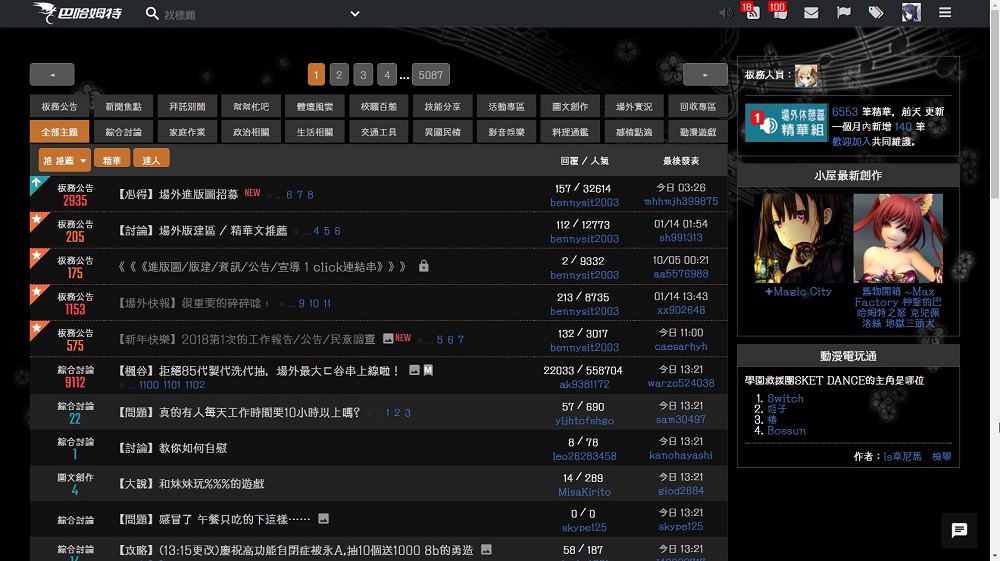 巴哈姆特 找標題 18 100
1 2 3 4 ... 5087
板務公告 新聞焦點 拜託別鬧 幫幫忙吧 體壇風雲 校職百態 技能分享 活動專區 圖文創作 場外實況 回收專區
全部主題 綜合討論 家庭作業 政治相關 生活相關 交通工具 異國民情 影音娛樂 料理通鑑 感情點滴 動漫遊戲
推 推薦 精華 達人 回覆 / 人氣 最後發表
板務公告 【心得】場外進版圖招募 NEW ... 6 7 8 157 / 32614 今日 03:26
2935 bennysit2003 mhhmjh399875
板務公告 【討論】場外版建區 / 精華文推薦 ... 4 5 6 112 / 12773 01/14 01:54
205 bennysit2003 sh991313
板務公告 《《《進版圖/版建/資訊/公告/宣導 1 click連結串》》》 2 / 9332 10/05 00:21
175 bennysit2003 aa5576988
板務公告 【場外快報】很重要的碎碎唸， ... 9 10 11 213 / 8735 01/14 13:43
1153 bennysit2003 xx902648
板務公告 【新年快樂】2018第1次的工作報告/公告/民意調查 NEW ... 5 6 7 132 / 3017 今日 11:00
575 bennysit2003 caesarhyh
綜合討論 【楓谷】拒絕85代製代洗代抽，場外最大ㄈ谷串上線啦！ M 22033 / 558704 今日 13:21
9112 ... 1100 1101 1102 ak9381172 warzc524038
綜合討論 【問題】真的有人每天工作時間要10小時以上嗎? 1 2 3 57 / 690 今日 13:21
22 yljhtcfshgo sam30497
綜合討論 【討論】教你如何自慰 8 / 78 今日 13:21
1 leo26283458 kanohayashi
圖文創作 【大說】和妹妹玩%%%的遊戲 14 / 289 今日 13:21
4 MisaKirito giod2684
綜合討論 【問題】感冒了 午餐只吃的下這樣…… 0 / 0 今日 13:21
skype125 skype125
綜合討論 【攻略】(13:15更改)慶祝高功能自閉症被永A,抽10個送1000 8b的勇造 58 / 187 今日 13:21
板務人員：
1 場外休憩區
精華組
6553 筆精華，前天 更新
一個月內新增 140 筆
歡迎加入共同維護。
小屋最新創作
+Magic City
舊物開箱 ~Max
Factory 神擊的巴
哈姆特之怒 克兒佩
洛絲 地獄三頭犬
動漫電玩通
學園救援團SKET DANCE的主角是哪位
1. Switch
2. 姬子
3. 椿
4. Bossun
作者：ls草尼馬 檢舉